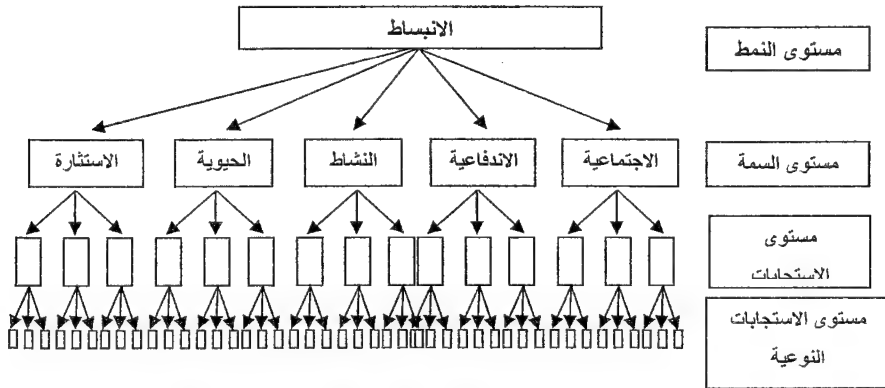 الانبساط
مستوى النمط
مستوى السمة
الاجتماعية
الاندفاعية
النشاط
الحيوية
الاستثارة
مستوى
الاستجابات
مستوى الاستجابات
النوعية